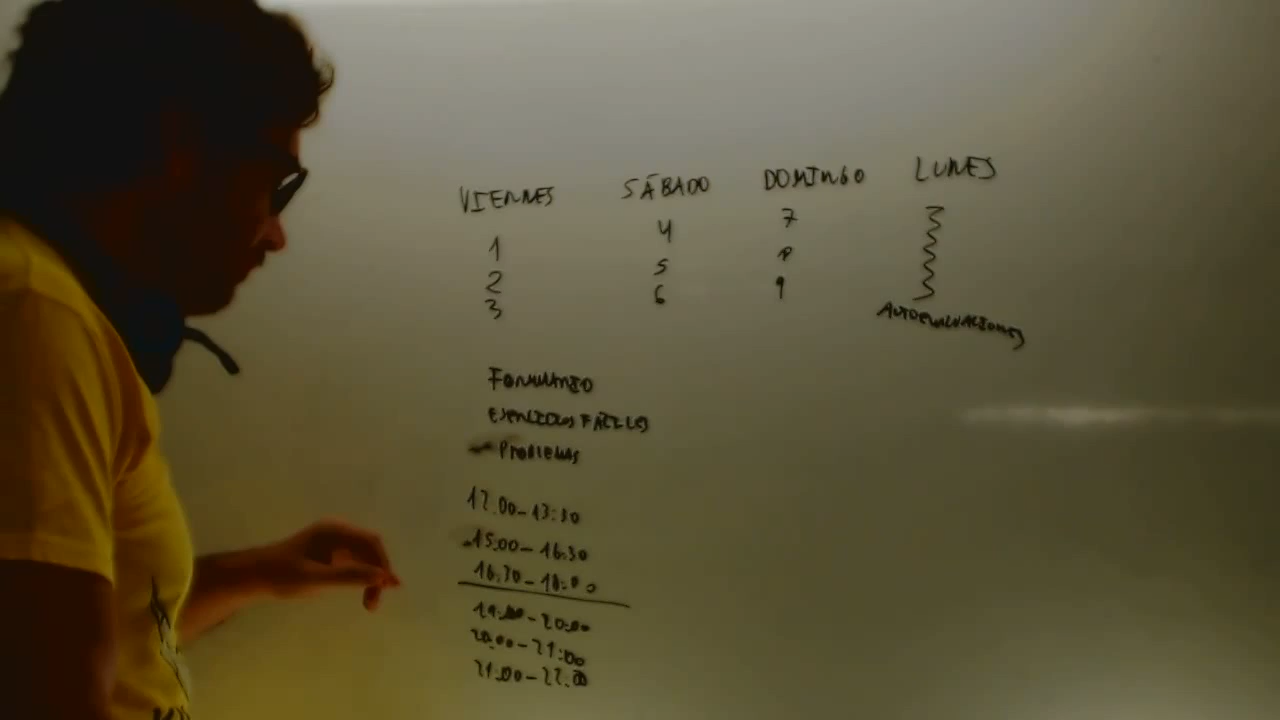 VIERNES SÁBADO DOMINGO LUNES
1 4 7
2 5 8
3 6 9
AUTOEVALUACIONES
FORMULARIO
EJERCICIOS FÁCILES
PROBLEMAS
12.00-13:30
15:00-16.30
16.30-18:00
19:00-20:00
20:00-21:00
21:00-22:00